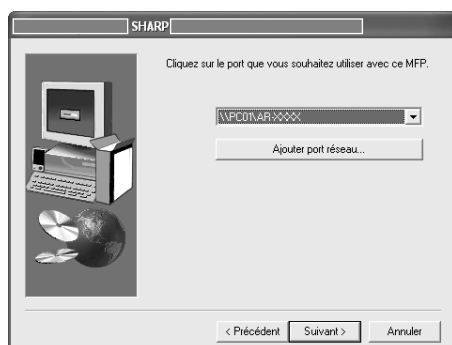 SHARP
Cliquez sur le port que vous souhaitez utiliser avec ce MFP.
\\PC01\AR-XXXX
Ajouter port réseau...
< Précédent
Suivant >
Annuler